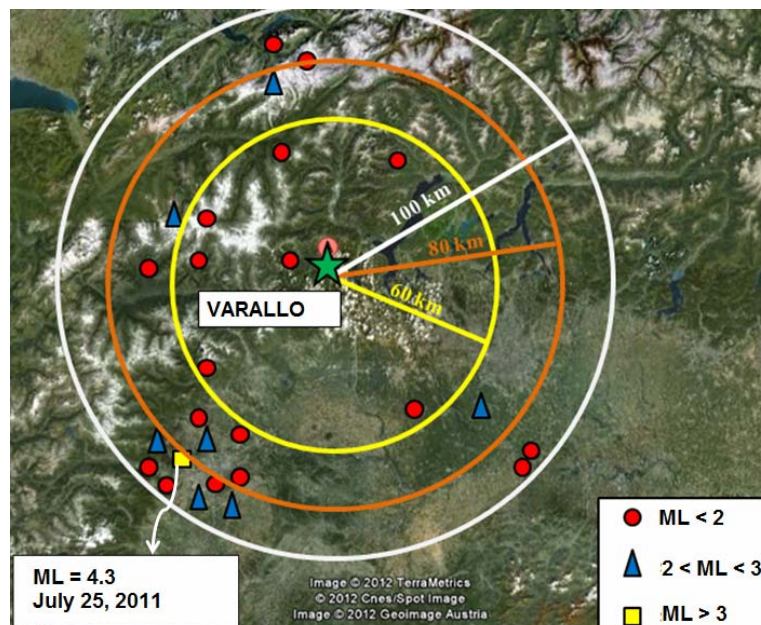 100 km
80 km
60 km
VARALLO
ML < 2
2 < ML < 3
ML > 3
ML = 4.3
July 25, 2011
Image © 2012 TerraMetrics
© 2012 Cnes/Spot Image
Image © 2012 Geoimage Austria